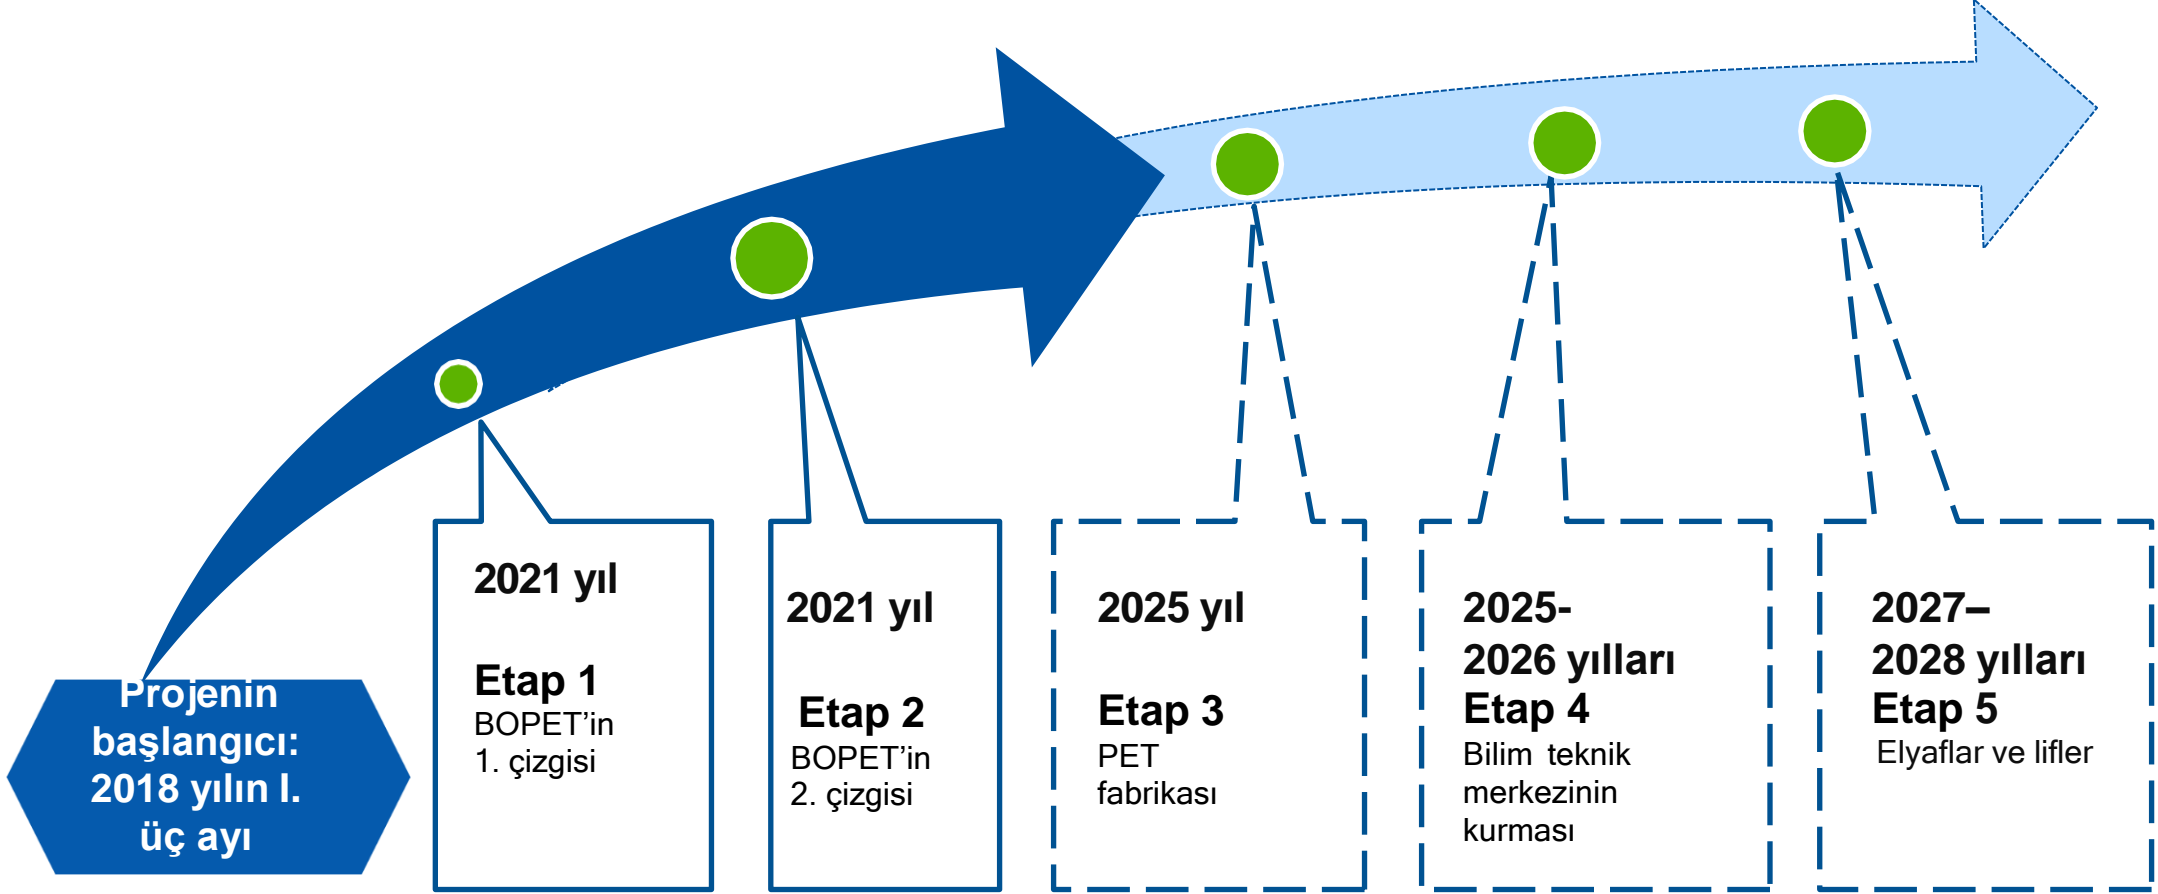 Projenin
başlangıcı:
2018 yılın I.
üç ayı
2021 yıl
Etap 1
BOPET’in
1. çizgisi
2021 yıl
Etap 2
BOPET’in
2. çizgisi
2025 yıl
Etap 3
PET
fabrikası
2025-
2026 yılları
Etap 4
Bilim teknik
merkezinin
kurması
2027–
2028 yılları
Etap 5
Elyaflar ve lifler